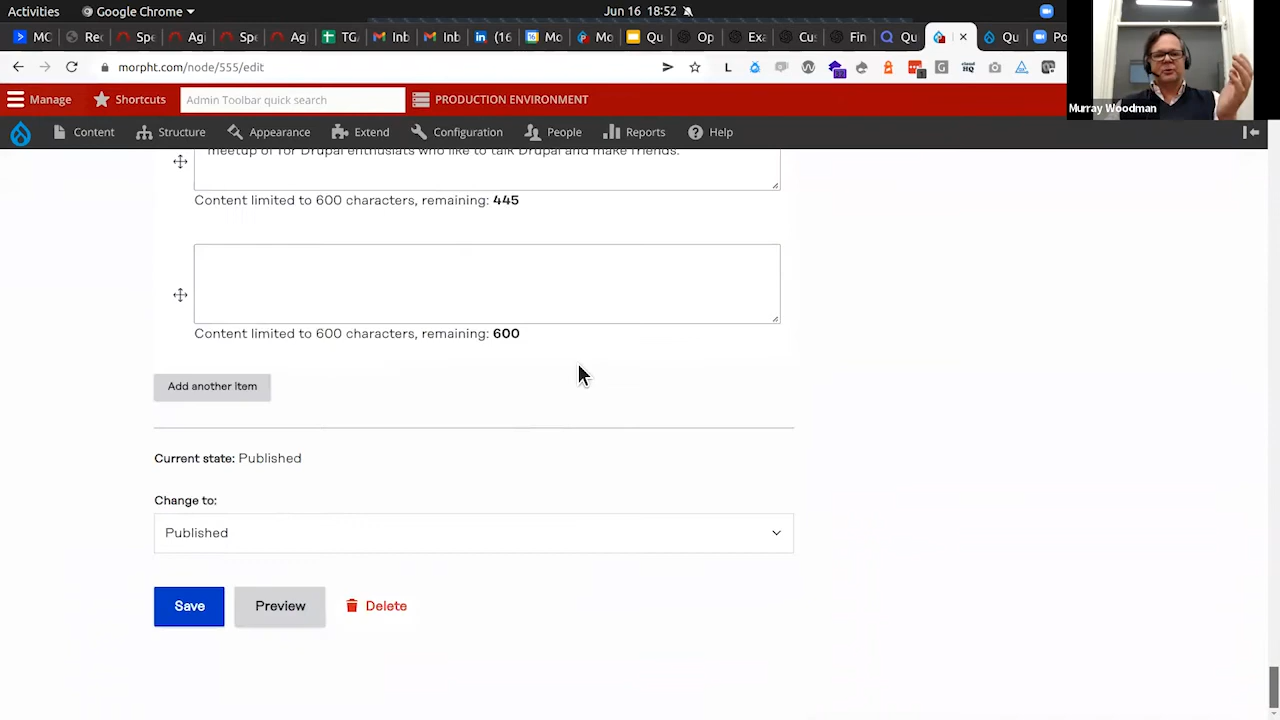 Activities Google Chrome Jun 16 18:52
MO Re Spe Ag Spe Ag TG Inb Inb (16 Mo Mo Qu Op Exa Cus Fin Qu Qu Po
morpht.com/node/555/edit
Murray Woodman
Manage Shortcuts Admin Toolbar quick search PRODUCTION ENVIRONMENT
Content Structure Appearance Extend Configuration People Reports Help
meetup of for Drupal enthusiats who like to talk Drupal and make friends.
Content limited to 600 characters, remaining: 445
Content limited to 600 characters, remaining: 600
Add another item
Current state: Published
Change to:
Published
Save Preview Delete